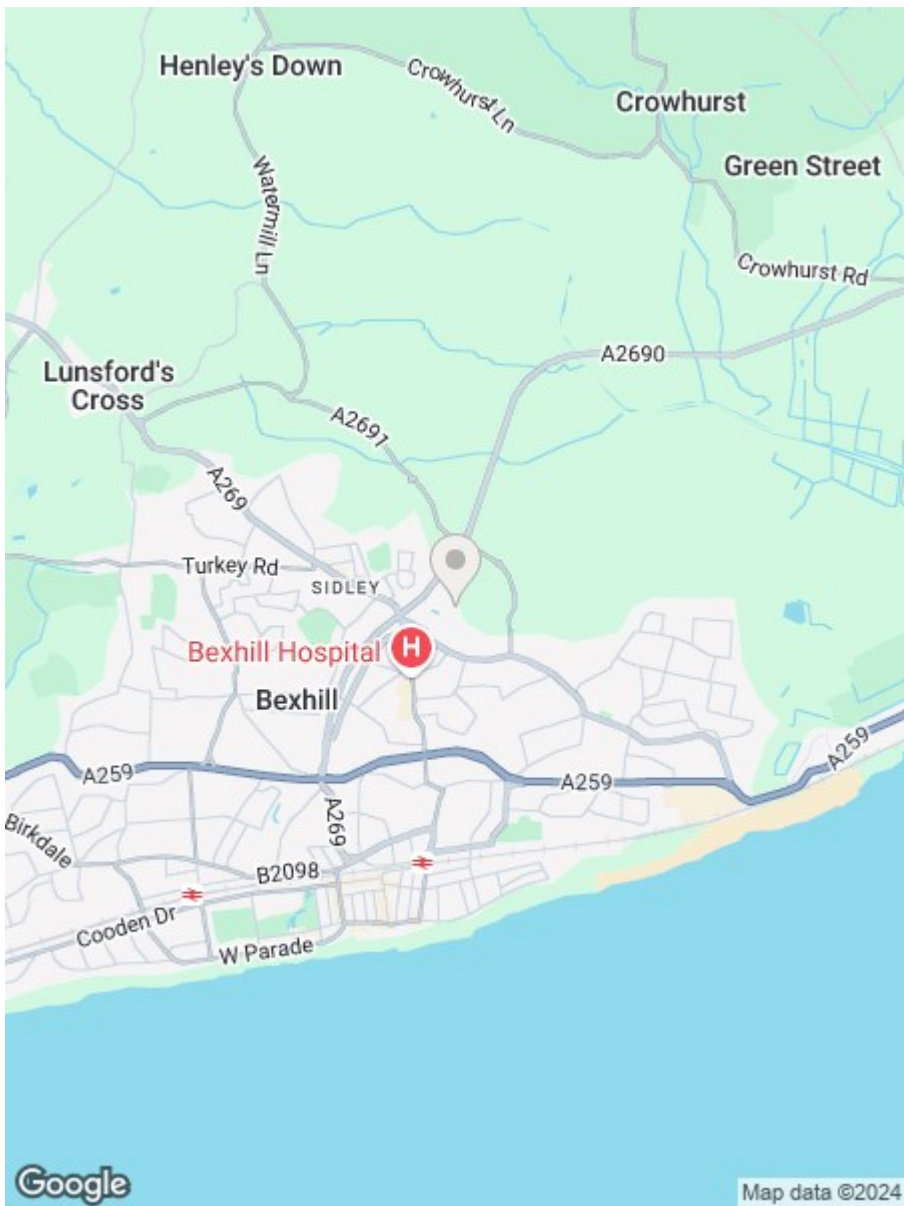 Henley's Down
Crowhurst Ln
Crowhurst
Green Street
Watermill Ln
Crowhurst Rd
A2690
Lunsford's
Cross
A2691
A269
Turkey Rd
SIDLEY
H
Bexhill Hospital
Bexhill
A259
A259
A259
A269
Birkdale
B2098
Cooden Dr
W Parade
Google
Map data ©2024